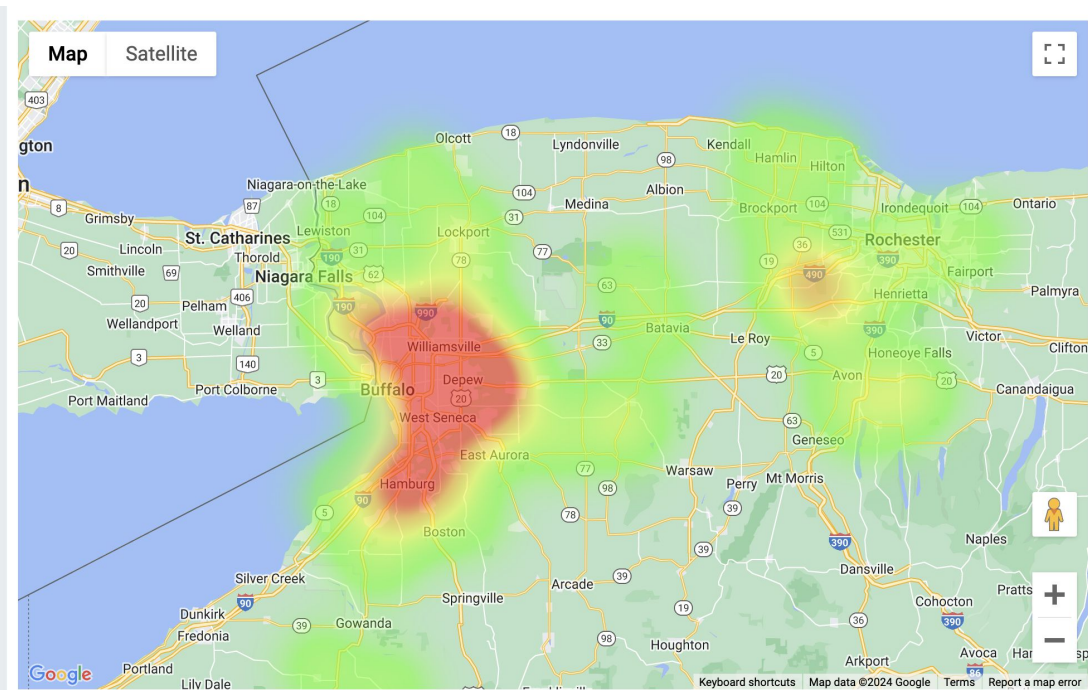 Map
Satellite
403
gton
n
Olcott
18
Lyndonville
Kendall
98
Hamlin
Hilton
Niagara-on-the-Lake
8
Grimsby
87
18
104
104
Medina
Albion
Brockport
104
Irondequoit
104
Ontario
31
Lewiston
Lockport
531
20
Lincoln
St. Catharines
190
31
77
36
Rochester
Thorold
78
19
390
Smithville
69
Niagara Falls
62
490
Fairport
20
Pelham
406
190
990
63
Henrietta
Palmyra
Wellandport
Welland
90
Batavia
390
Victor
3
Williamsville
33
Le Roy
5
Honeoye Falls
Clifton
140
3
Buffalo
Depew
20
20
Avon
20
Port Colborne
Canandaigua
Port Maitland
West Seneca
63
Geneseo
East Aurora
77
Warsaw
Hamburg
98
Perry
Mt Morris
90
5
78
39
Boston
39
390
Naples
Silver Creek
Arcade
39
Dansville
90
Springville
19
Cohocton
Pratts
Dunkirk
39
Gowanda
36
390
Fredonia
98
Houghton
Avoca
Portland
Arkport
86
Google
Lily Dale
Keyboard shortcuts
Map data ©2024 Google
Terms
Report a map error